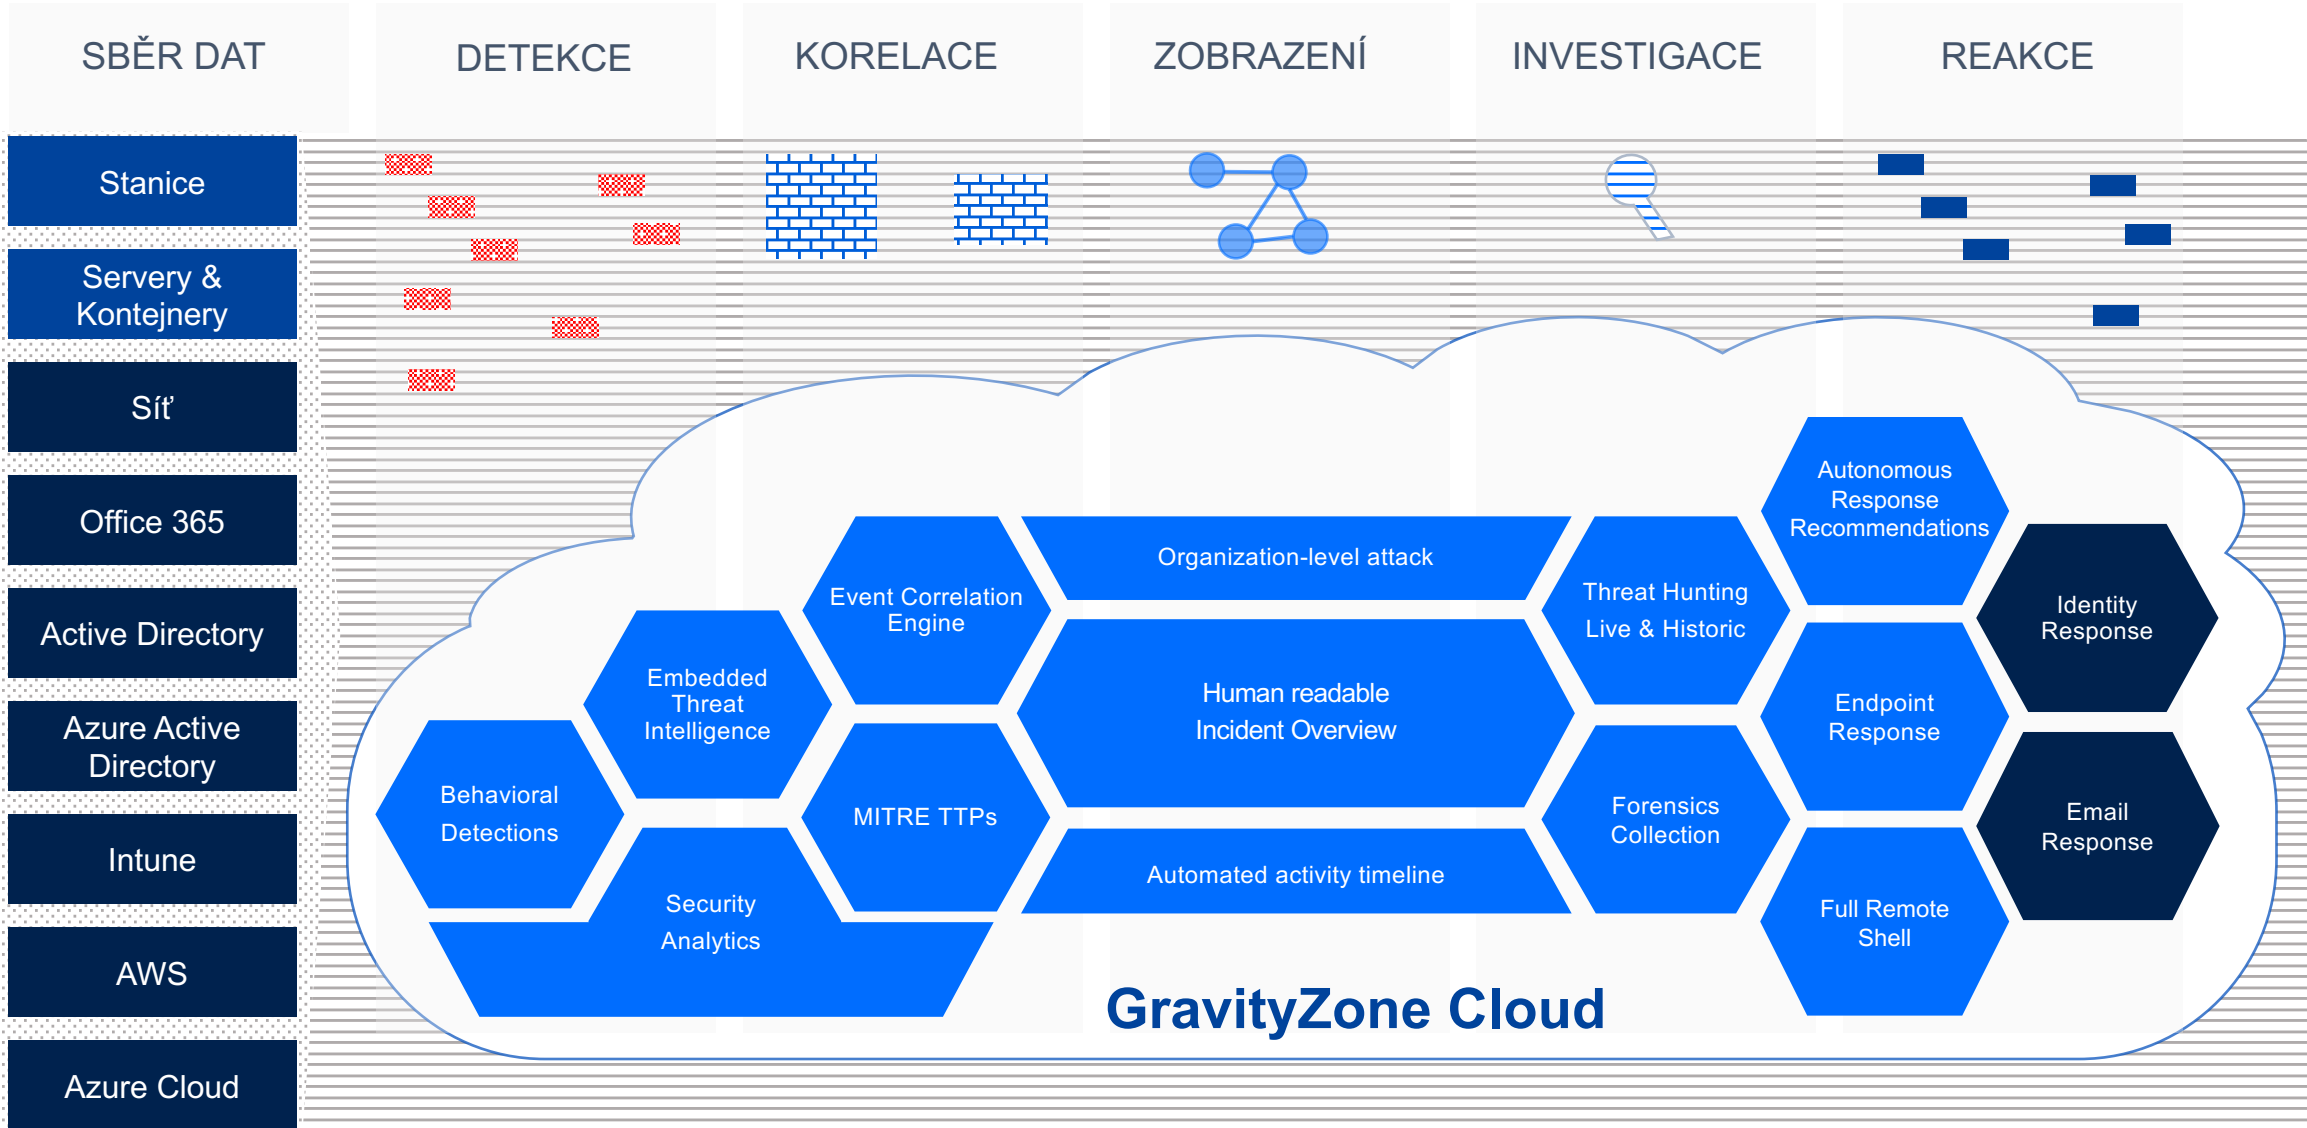 SBĚR DAT
DETEKCE
KORELACE
ZOBRAZENÍ
INVESTIGACE
REAKCE
Stanice
Servery &
Kontejnery
Síť
Office 365
Active Directory
Azure Active
Directory
Intune
AWS
Azure Cloud
Behavioral
Detections
Embedded
Threat
Intelligence
Security
Analytics
Event Correlation
Engine
MITRE TTPs
Organization-level attack
Human readable
Incident Overview
Automated activity timeline
Threat Hunting
Live & Historic
Forensics
Collection
Autonomous
Response
Recommendations
Endpoint
Response
Full Remote
Shell
Identity
Response
Email
Response
GravityZone Cloud